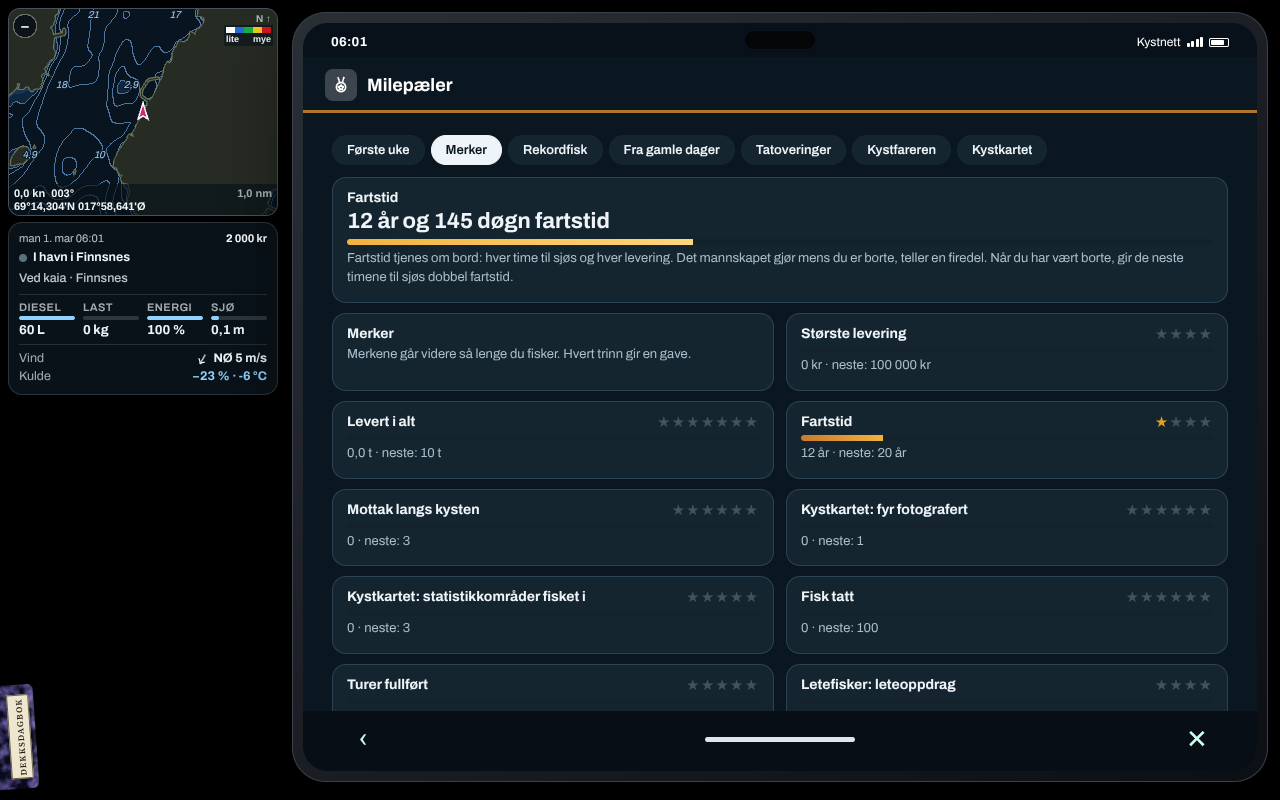 21
17
N ↑
lite mye
18
2,9
4,9
10
0,0 kn 003°
1,0 nm
69°14,304'N 017°58,641'Ø
man 1. mar 06:01
2 000 kr
I havn i Finnsnes
Ved kaia · Finnsnes
DIESEL LAST ENERGI SJØ
60 L 0 kg 100 % 0,1 m
Vind ↙ NØ 5 m/s
Kulde −23 % · -6 °C
DEKKSDAGBOK
06:01
Kystnett
Milepæler
Første uke Merker Rekordfisk Fra gamle dager Tatoveringer Kystfareren Kystkartet
Fartstid
12 år og 145 døgn fartstid
Fartstid tjenes om bord: hver time til sjøs og hver levering. Det mannskapet gjør mens du er borte, teller en firedel. Når du har vært borte, gir de neste
timene til sjøs dobbel fartstid.
Merker
Merkene går videre så lenge du fisker. Hvert trinn gir en gave.
Største levering ★★★★
0 kr · neste: 100 000 kr
Levert i alt ★★★★★★★
0,0 t · neste: 10 t
Fartstid ★★★★
12 år · neste: 20 år
Mottak langs kysten ★★★★★★
0 · neste: 3
Kystkartet: fyr fotografert ★★★★★★
0 · neste: 1
Kystkartet: statistikkområder fisket i ★★★★★
0 · neste: 3
Fisk tatt ★★★★★★
0 · neste: 100
Turer fullført ★★★★★
Letefisker: leteoppdrag ★★★★
‹
✕